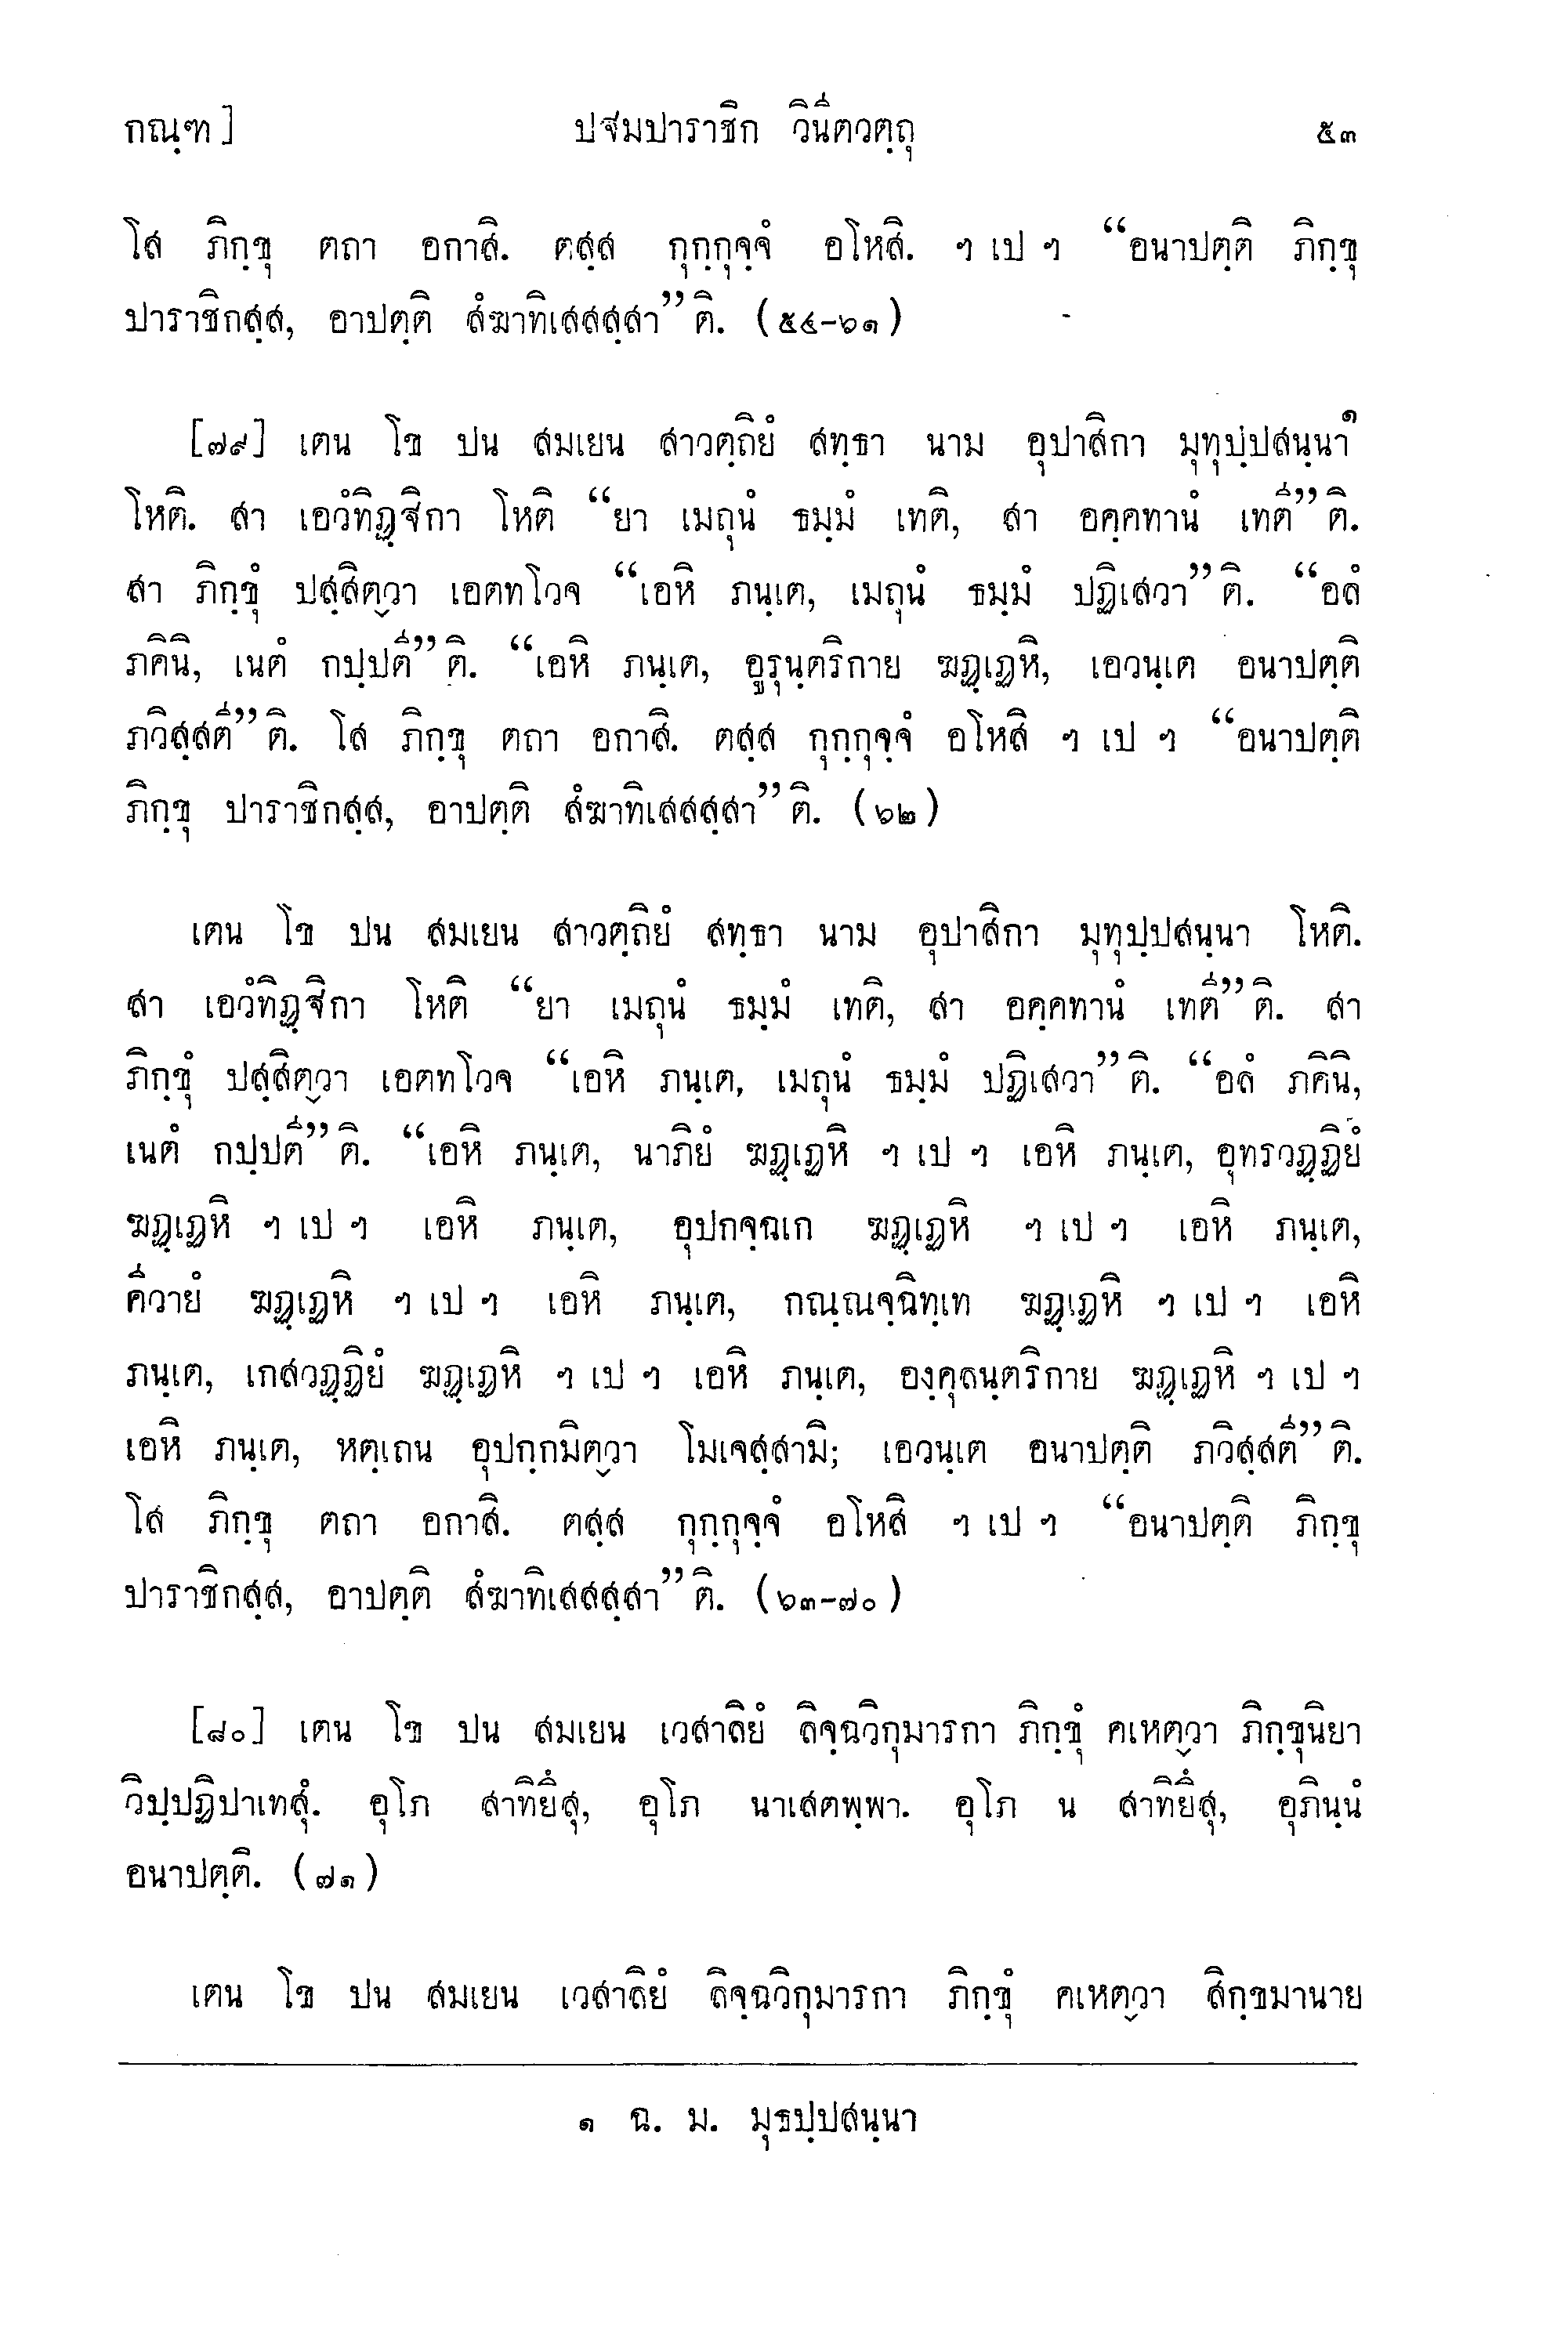 กณฺฑ]
ปฐมปาราชิก วินีตวตฺถุ
๕๓
โส ภิกฺขุ ตถา อกาสิ. ตสฺส กุกฺกุจฺจํ อโหสิ. ฯ เป ฯ “อนาปตฺติ ภิกฺขุ
ปาราชิกสฺส, อาปตฺติ สํฆาทิเสสสฺสา”ติ. (๕๔-๖๑)
[๗๙] เตน โข ปน สมเยน สาวตฺถิยํ สทฺธา นาม อุปาสิกา มุทุปฺปสนฺนา๑
โหติ. สา เอวํทิฏฺฐิกา โหติ “ยา เมถุนํ ธมฺมํ เทติ, สา อคฺคทานํ เทตี”ติ.
สา ภิกฺขุํ ปสฺสิตฺวา เอตทโวจ “เอหิ ภนฺเต, เมถุนํ ธมฺมํ ปฏิเสวา”ติ. “อลํ
ภคินิ, เนตํ กปฺปตี”ติ. “เอหิ ภนฺเต, อูรุนฺตริกาย ฆฏฺเฏหิ, เอวนฺเต อนาปตฺติ
ภวิสฺสตี”ติ. โส ภิกฺขุ ตถา อกาสิ. ตสฺส กุกฺกุจฺจํ อโหสิ ฯ เป ฯ “อนาปตฺติ
ภิกฺขุ ปาราชิกสฺส, อาปตฺติ สํฆาทิเสสสฺสา”ติ. (๖๒)
เตน โข ปน สมเยน สาวตฺถิยํ สทฺธา นาม อุปาสิกา มุทุปฺปสนฺนา โหติ.
สา เอวํทิฏฺฐิกา โหติ “ยา เมถุนํ ธมฺมํ เทติ, สา อคฺคทานํ เทตี”ติ. สา
ภิกฺขุํ ปสฺสิตฺวา เอตทโวจ “เอหิ ภนฺเต, เมถุนํ ธมฺมํ ปฏิเสวา”ติ. “อลํ ภคินิ,
เนตํ กปฺปตี”ติ. “เอหิ ภนฺเต, นาภิยํ ฆฏฺเฏหิ ฯ เป ฯ เอหิ ภนฺเต, อุทรวฏฺฏิยํ
ฆฏฺเฏหิ ฯ เป ฯ เอหิ ภนฺเต, อุปกจฺฉเก ฆฏฺเฏหิ ฯ เป ฯ เอหิ ภนฺเต,
คีวายํ ฆฏฺเฏหิ ฯ เป ฯ เอหิ ภนฺเต, กณฺณจฺฉิทฺเท ฆฏฺเฏหิ ฯ เป ฯ เอหิ
ภนฺเต, เกสวฏฺฏิยํ ฆฏฺเฏหิ ฯ เป ฯ เอหิ ภนฺเต, องฺคุลนฺตริกาย ฆฏฺเฏหิ ฯ เป ฯ
เอหิ ภนฺเต, หตฺเถน อุปกฺกมิตฺวา โมเจสฺสามิ; เอวนฺเต อนาปตฺติ ภวิสฺสตี”ติ.
โส ภิกฺขุ ตถา อกาสิ. ตสฺส กุกฺกุจฺจํ อโหสิ ฯ เป ฯ “อนาปตฺติ ภิกฺขุ
ปาราชิกสฺส, อาปตฺติ สํฆาทิเสสสฺสา”ติ. (๖๓-๗๐)
[๘๐] เตน โข ปน สมเยน เวสาลิยํ ลิจฺฉวิกุมารกา ภิกฺขุํ คเหตฺวา ภิกฺขุนิยา
วิปฺปฏิปาเทสุํ. อุโภ สาทิยึสุ, อุโภ นาเสตพฺพา. อุโภ น สาทิยึสุ, อุภินฺนํ
อนาปตฺติ. (๗๑)
เตน โข ปน สมเยน เวสาลิยํ ลิจฺฉวิกุมารกา ภิกฺขุํ คเหตฺวา สิกฺขมานาย
๑ ฉ. ม. มุธปฺปสนฺนา